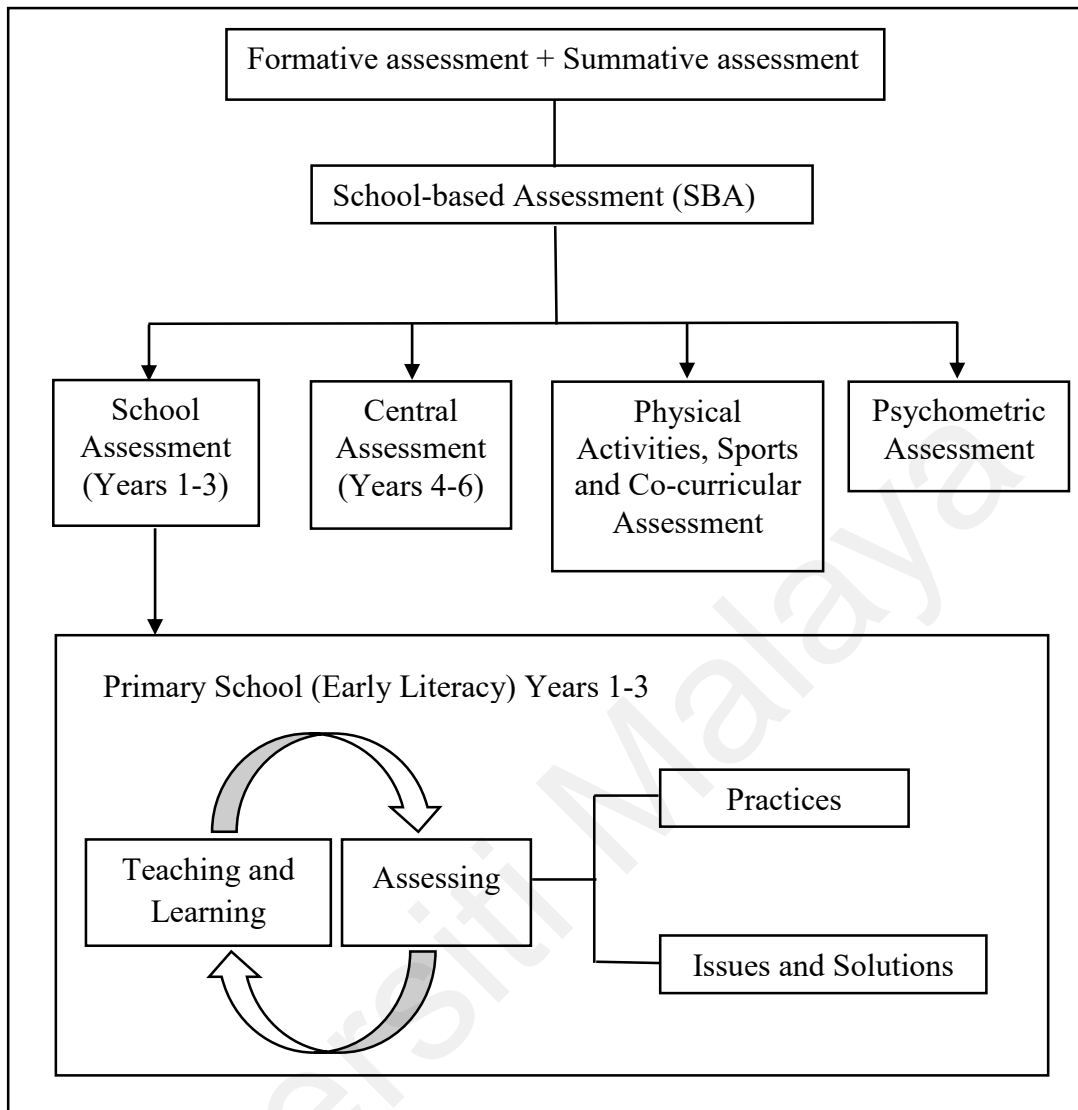 Formative assessment + Summative assessment
School-based Assessment (SBA)
School
Assessment
(Years 1-3)
Central
Assessment
(Years 4-6)
Physical
Activities, Sports
and Co-curricular
Assessment
Psychometric
Assessment
Primary School (Early Literacy) Years 1-3
Teaching and
Learning
Assessing
Practices
Issues and Solutions
ersiti Malaya